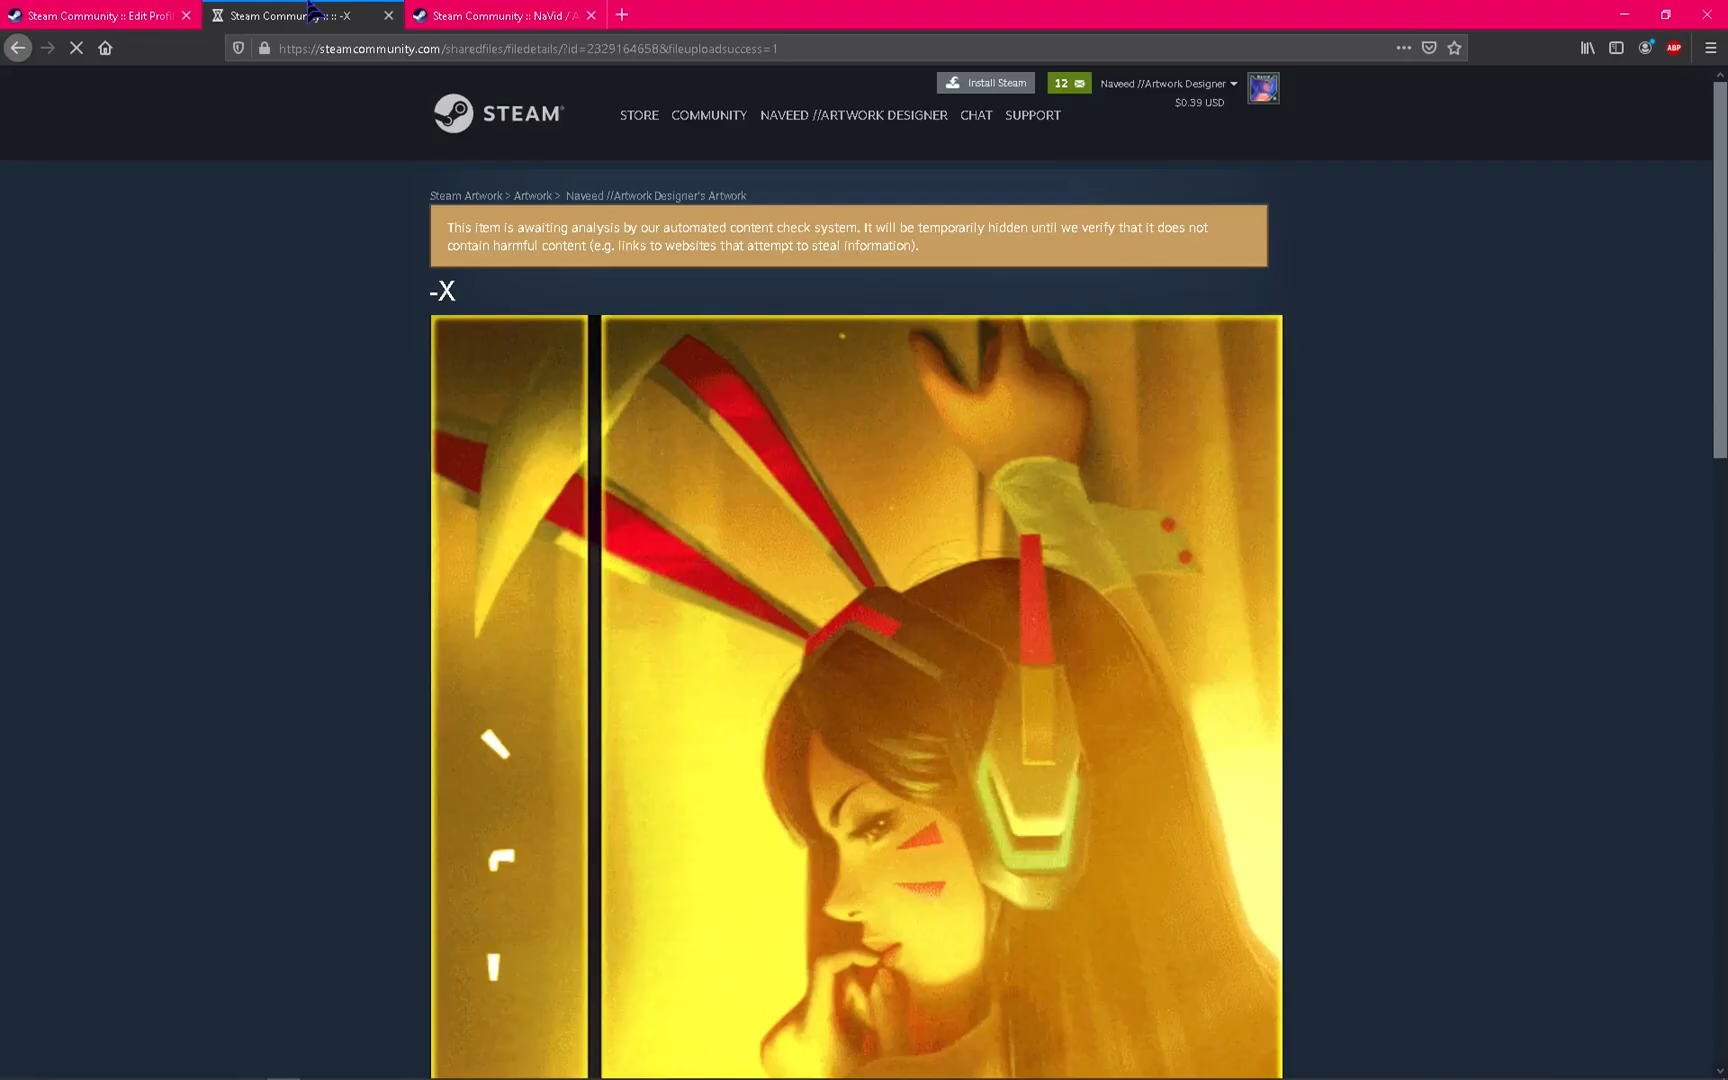 Steam Community :: Edit Profi
Steam Commun :: -X
Steam Community :: NaVid / A
https://steamcommunity.com/sharedfiles/filedetails/?id=2329164658&fileuploadsuccess=1
ABP
Install Steam
12
Naveed //Artwork Designer
$0.39 USD
STEAM®
STORE COMMUNITY NAVEED //ARTWORK DESIGNER CHAT SUPPORT
Steam Artwork > Artwork > Naveed //Artwork Designer's Artwork
This item is awaiting analysis by our automated content check system. It will be temporarily hidden until we verify that it does not
contain harmful content (e.g. links to websites that attempt to steal information).
-X